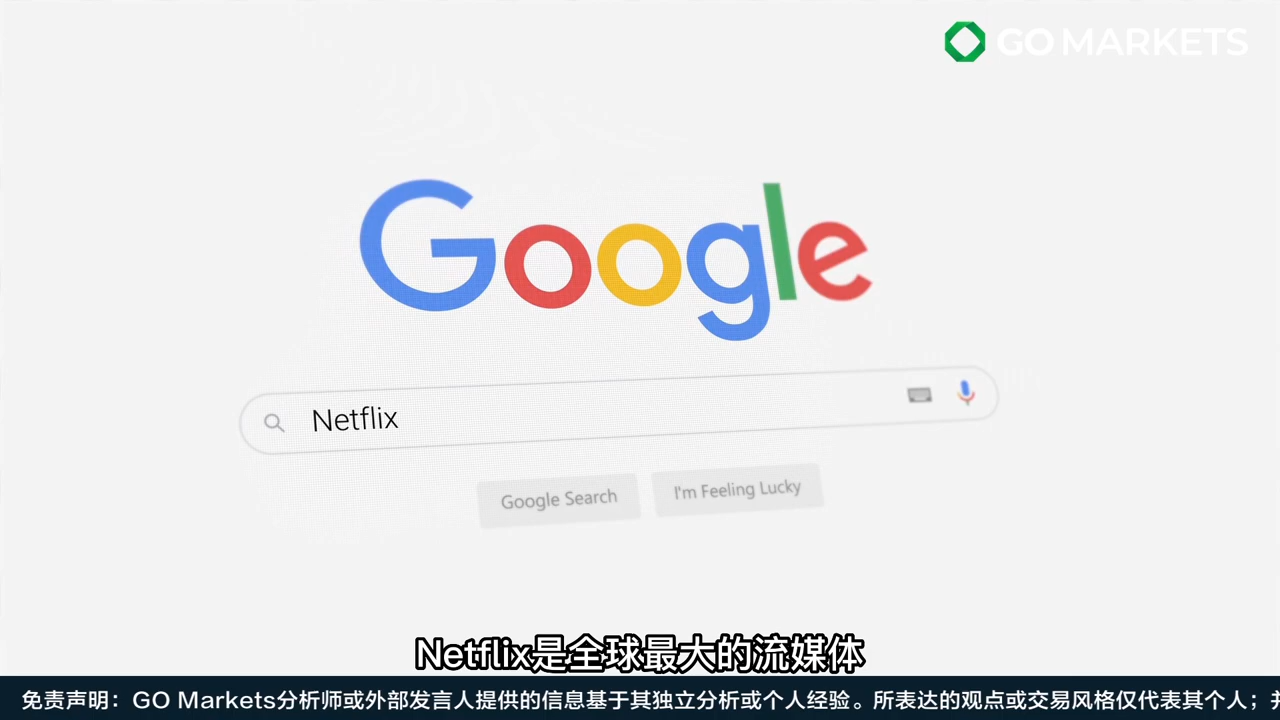 GO MARKETS
Google
Netflix
Google Search
I'm Feeling Lucky
Netflix是全球最大的流媒体
免责声明：GO Markets分析师或外部发言人提供的信息基于其独立分析或个人经验。所表达的观点或交易风格仅代表其个人；